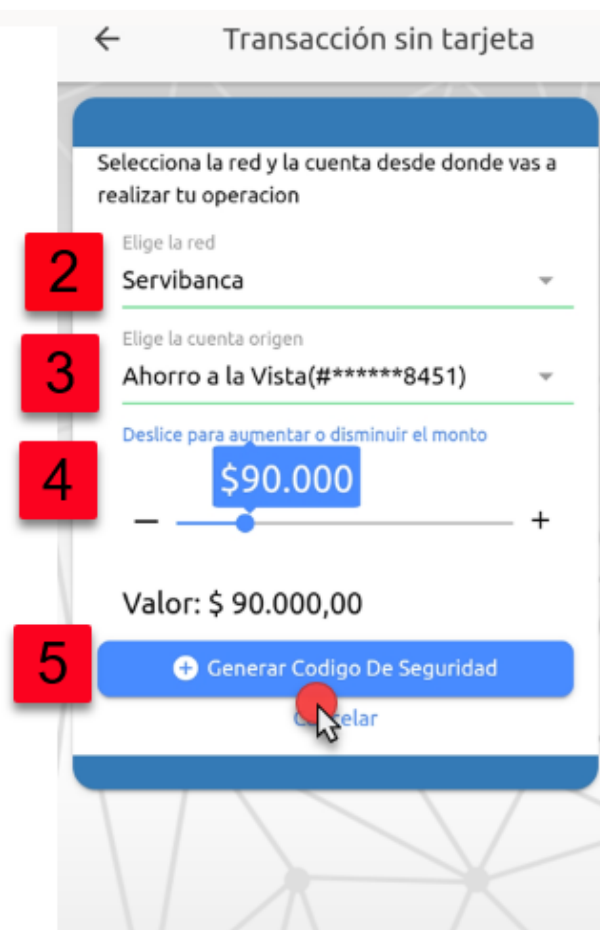 Transacción sin tarjeta
Selecciona la red y la cuenta desde donde vas a
realizar tu operacion
2
Elige la red
Servibanca
3
Elige la cuenta origen
Ahorro a la Vista(#******8451)
Deslice para aumentar o disminuir el monto
4
$90.000
− +
Valor: $ 90.000,00
5
Generar Codigo De Seguridad